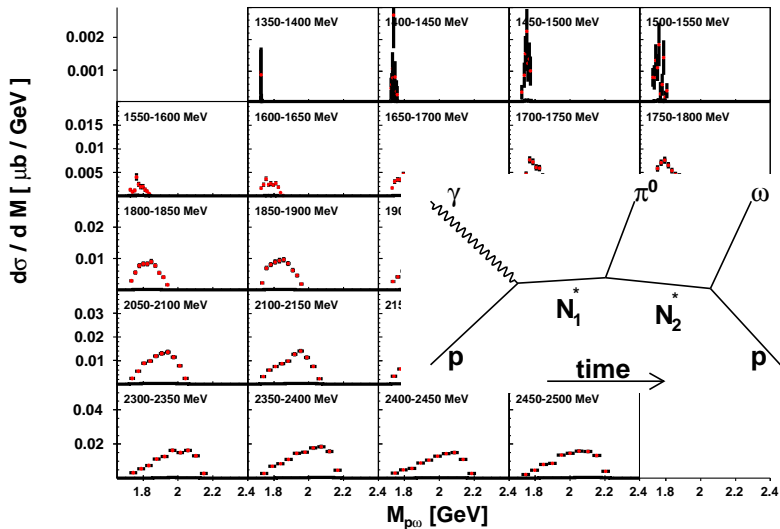 1350-1400 MeV 1400-1450 MeV 1450-1500 MeV 1500-1550 MeV
0.002
0.001
1550-1600 MeV 1600-1650 MeV 1650-1700 MeV 1700-1750 MeV 1750-1800 MeV
0.015
0.01
0.005
1800-1850 MeV 1850-1900 MeV 190
0.02
0.01
2050-2100 MeV 2100-2150 MeV 215
0.03
0.02
0.01
2300-2350 MeV 2350-2400 MeV 2400-2450 MeV 2450-2500 MeV
0.04
0.02
1.8 2 2.2 2.4 1.8 2 2.2 2.4 1.8 2 2.2 2.4 1.8 2 2.2 2.4 1.8 2 2.2 2.4
dσ / d M [ μb / GeV ]
M_pω [GeV]
γ π⁰ ω
N₁* N₂*
p p
time